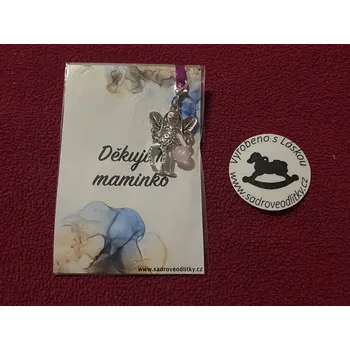 Děkuji
maminko
www.sadroveodlitky.cz
Vyrobeno s Láskou
www.sadroveodlitky.cz